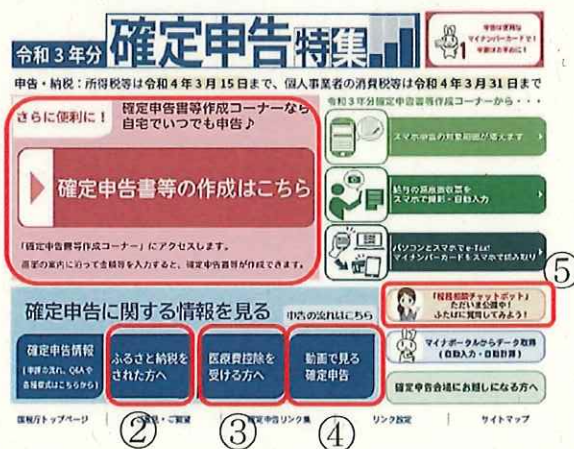 令和3年分 確定申告特集
申告・納税：所得税等は令和4年3月15日まで、個人事業者の消費税等は令和4年3月31日まで
さらに便利に！
確定申告書等作成コーナーなら
自宅でいつでも申告♪
確定申告書等の作成はこちら
「確定申告書等作成コーナー」にアクセスします。
画面の案内に沿って金額等を入力すると、確定申告書等が作成できます。
令和3年分確定申告書等作成コーナーから・・・
スマホ申告の対象範囲が増えます
給与の源泉徴収票を
スマホで撮影・自動入力
パソコンとスマホでe-Tax!
マイナンバーカードをスマホで読み取り
⑤
確定申告に関する情報を見る
申告の流れはこちら
確定申告情報
ふるさと納税を
された方へ
医療費控除を
受ける方へ
動画で見る
確定申告
「税務相談チャットボット」
ただいま公開中！
ふたばに質問してみよう！
マイナポータルからデータ取得
（自動入力・自動計算）
確定申告会場にお越しになる方へ
国税庁トップページ
ご意見・ご要望
確定申告リンク集
リンク設定
サイトマップ
②
③
④